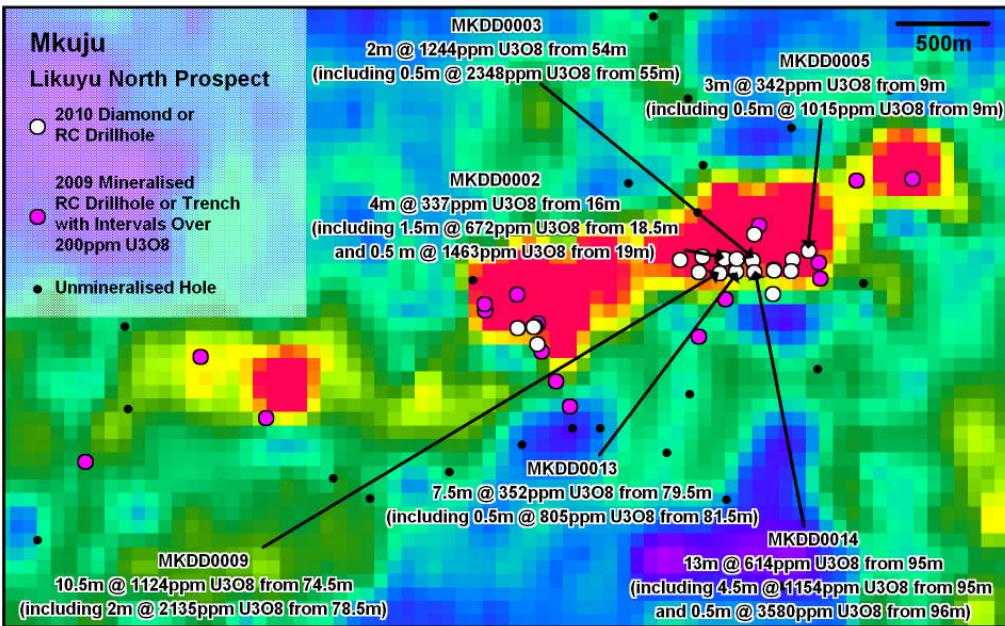 Mkuju
Likuyu North Prospect
2010 Diamond or
RC Drillhole
2009 Mineralised
RC Drillhole or Trench
with Intervals Over
200ppm U3O8
Unmineralised Hole
MKDD0003
2m @ 1244ppm U3O8 from 54m
(including 0.5m @ 2348ppm U3O8 from 55m)
500m
MKDD0005
3m @ 342ppm U3O8 from 9m
(including 0.5m @ 1015ppm U3O8 from 9m)
MKDD0002
4m @ 337ppm U3O8 from 16m
(including 1.5m @ 672ppm U3O8 from 18.5m
and 0.5 m @ 1463ppm U3O8 from 19m)
MKDD0013
7.5m @ 352ppm U3O8 from 79.5m
(including 0.5m @ 805ppm U3O8 from 81.5m)
MKDD0009
10.5m @ 1124ppm U3O8 from 74.5m
(including 2m @ 2135ppm U3O8 from 78.5m)
MKDD0014
13m @ 614ppm U3O8 from 95m
(including 4.5m @ 1154ppm U3O8 from 95m
and 0.5m @ 3580ppm U3O8 from 96m)